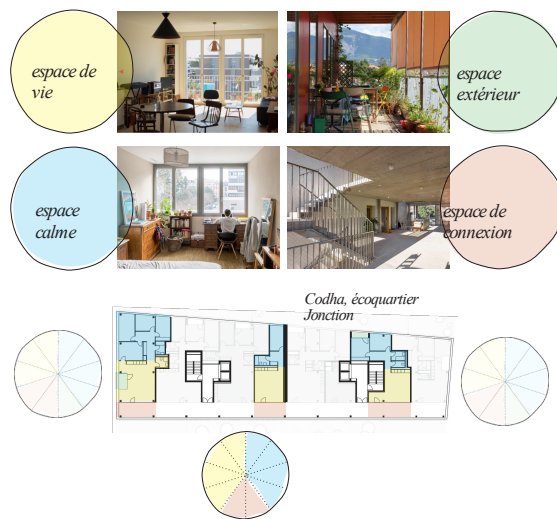 espace de
vie
espace
extérieur
espace
calme
espace de
connexion
Codha, écoquartier
Jonction